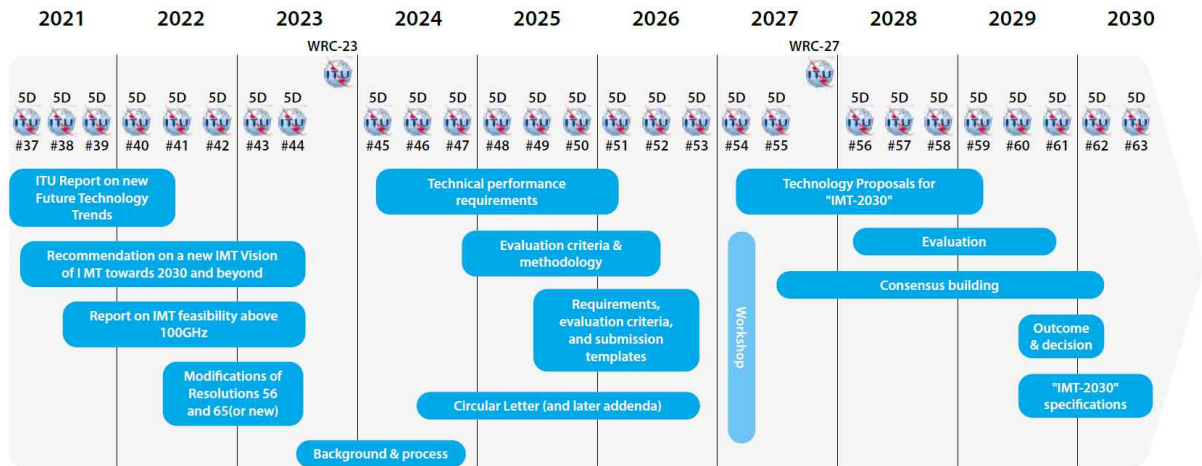 2021 2022 2023 2024 2025 2026 2027 2028 2029 2030
WRC-23 WRC-27
5D 5D 5D 5D 5D 5D 5D 5D 5D 5D 5D 5D 5D 5D 5D 5D 5D 5D 5D 5D 5D 5D 5D 5D 5D 5D 5D
#37 #38 #39 #40 #41 #42 #43 #44 #45 #46 #47 #48 #49 #50 #51 #52 #53 #54 #55 #56 #57 #58 #59 #60 #61 #62 #63
ITU Report on new
Future Technology
Trends
Technical performance
requirements
Technology Proposals for
"IMT-2030"
Recommendation on a new IMT Vision
of I MT towards 2030 and beyond
Evaluation criteria &
methodology
Evaluation
Consensus building
Report on IMT feasibility above
100GHz
Requirements,
evaluation criteria,
and submission
templates
Workshop
Outcome
& decision
Modifications of
Resolutions 56
and 65(or new)
Circular Letter (and later addenda)
"IMT-2030"
specifications
Background & process